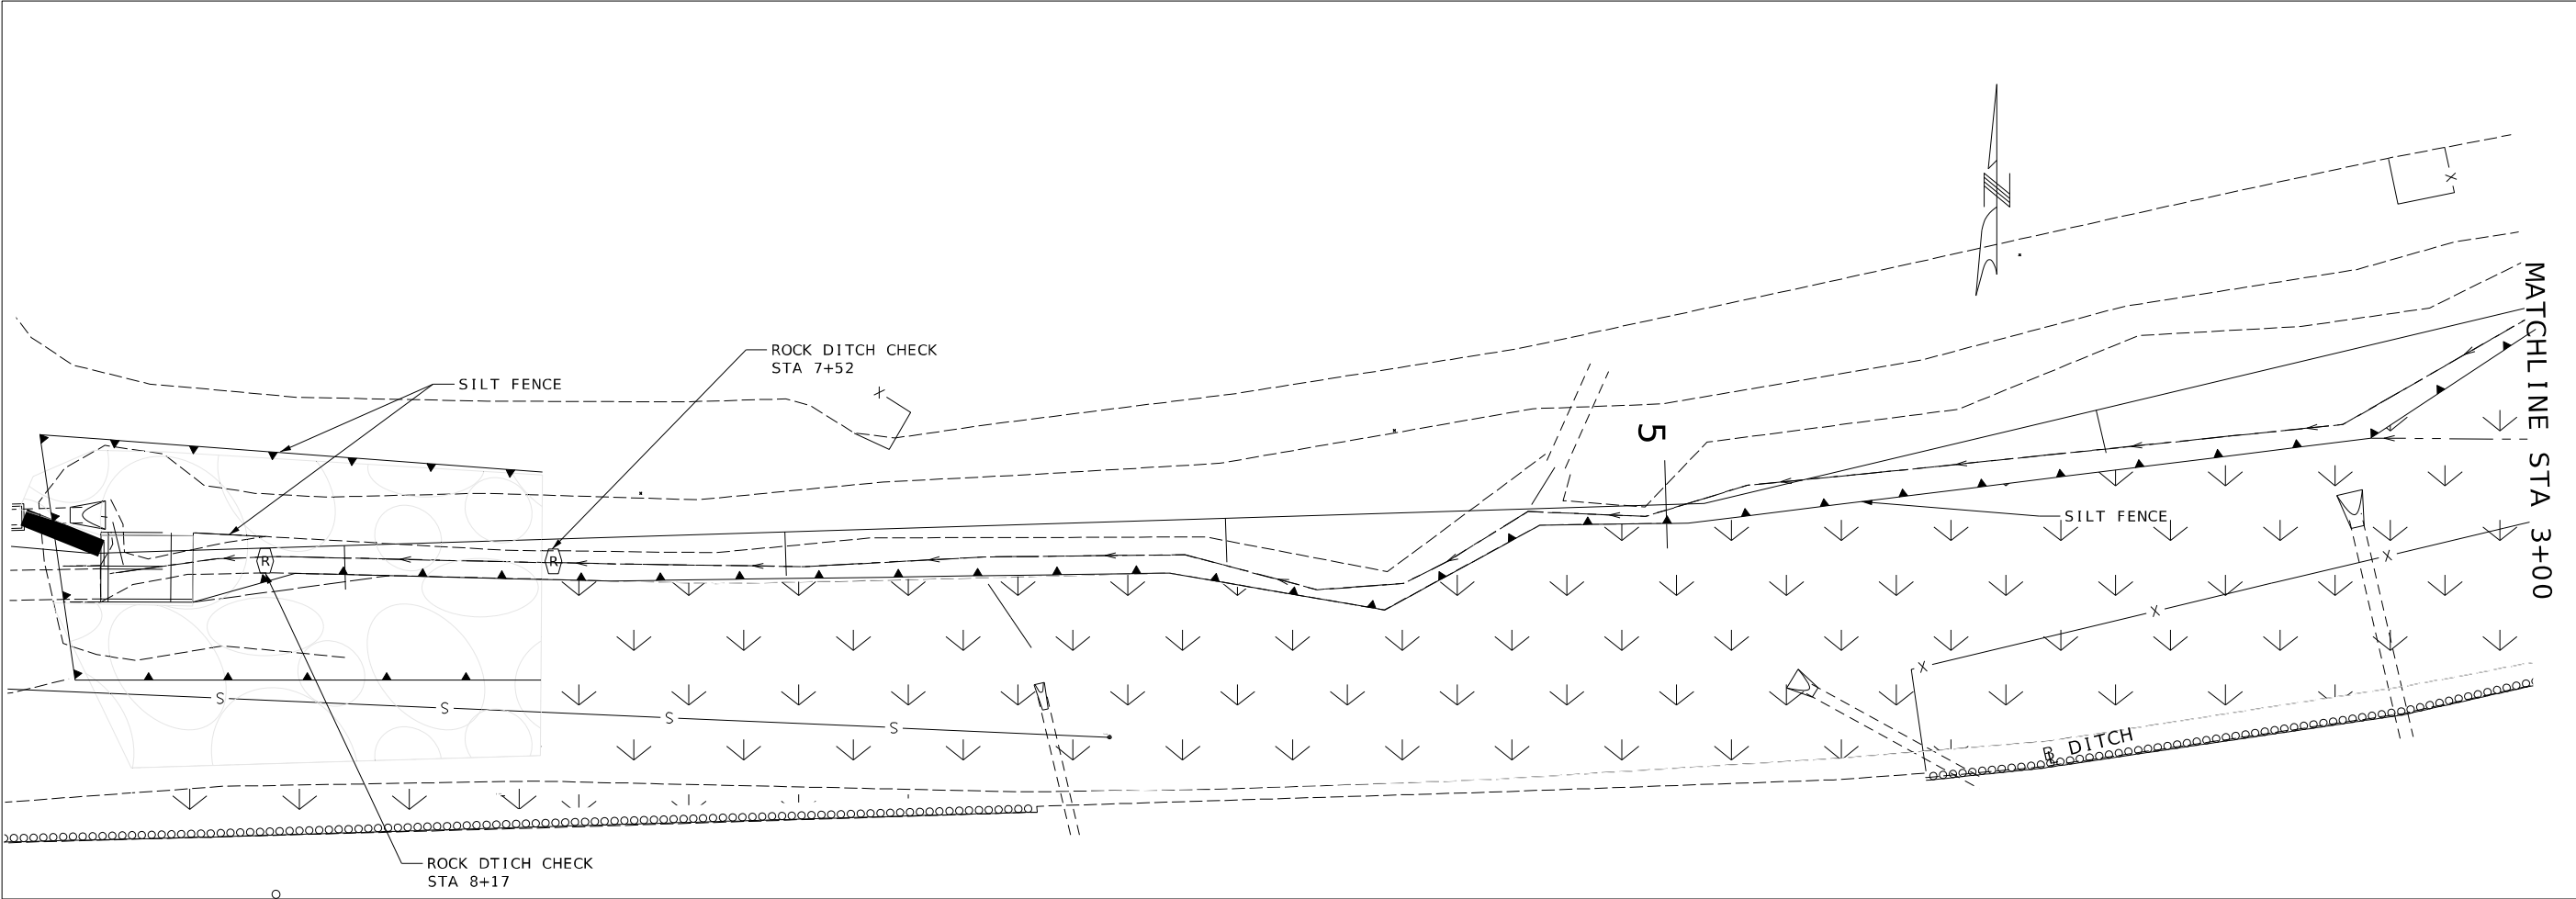 ROCK DITCH CHECK
STA 7+52
SILT FENCE
5
MATCHLINE STA 3+00
SILT FENCE
R
R
X
X
X
X
X
S
S
S
S
DITCH
ROCK DTICH CHECK
STA 8+17
N